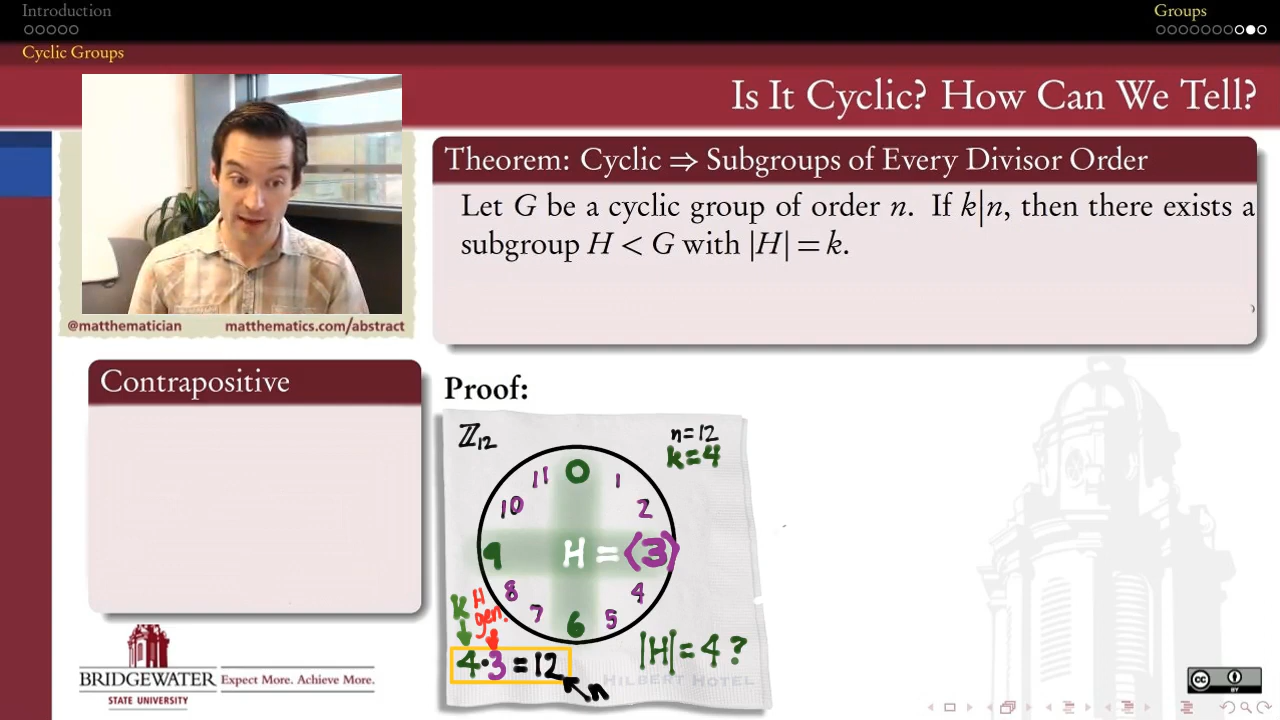 Introduction
Groups
Cyclic Groups
Is It Cyclic? How Can We Tell?
@matthematician matthematics.com/abstract
Theorem: Cyclic ⇒ Subgroups of Every Divisor Order
Let G be a cyclic group of order n. If k|n, then there exists a
subgroup H < G with |H| = k.
Contrapositive
Proof:
ℤ12
n=12
k=4
0
11 1
10 2
9 H = ⟨3⟩
8 4
7 5
6
K H gen.
4·3=12
n
|H|=4?
HILBERT HOTEL
BRIDGEWATER
STATE UNIVERSITY
Expect More. Achieve More.
CC BY